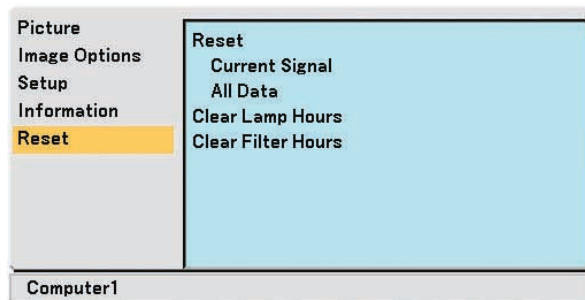 Picture
Image Options
Setup
Information
Reset
Reset
Current Signal
All Data
Clear Lamp Hours
Clear Filter Hours
Computer1